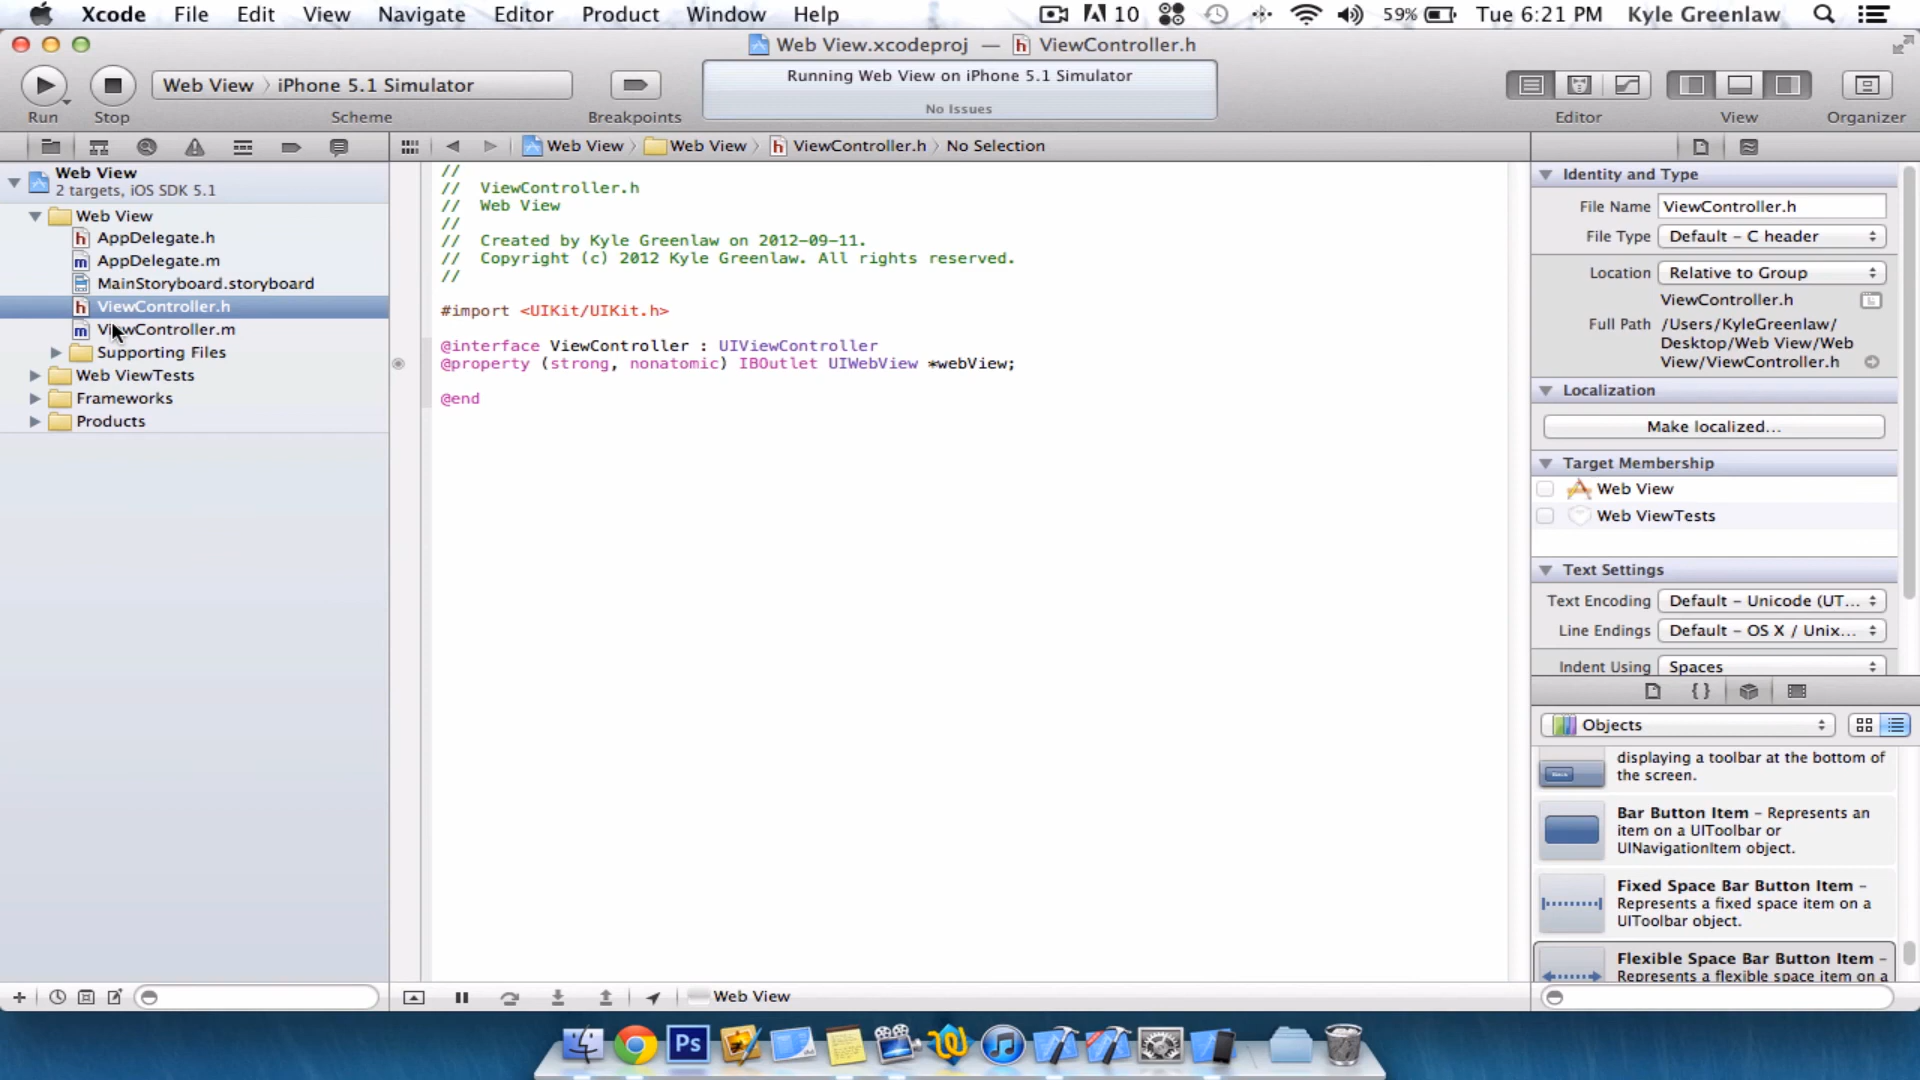 Xcode File Edit View Navigate Editor Product Window Help 10 59% Tue 6:21 PM Kyle Greenlaw
Web View.xcodeproj — ViewController.h
Run Stop
Web View iPhone 5.1 Simulator
Scheme
Breakpoints
Running Web View on iPhone 5.1 Simulator
No Issues
Editor View Organizer
Web View
2 targets, iOS SDK 5.1
Web View
AppDelegate.h
AppDelegate.m
MainStoryboard.storyboard
ViewController.h
ViewController.m
Supporting Files
Web ViewTests
Frameworks
Products
Web View Web View ViewController.h No Selection
//
// ViewController.h
// Web View
//
// Created by Kyle Greenlaw on 2012-09-11.
// Copyright (c) 2012 Kyle Greenlaw. All rights reserved.
//
#import <UIKit/UIKit.h>
@interface ViewController : UIViewController
@property (strong, nonatomic) IBOutlet UIWebView *webView;
@end
Web View
Identity and Type
File Name ViewController.h
File Type Default – C header
Location Relative to Group
ViewController.h
Full Path /Users/KyleGreenlaw/
Desktop/Web View/Web
View/ViewController.h
Localization
Make localized...
Target Membership
Web View
Web ViewTests
Text Settings
Text Encoding Default – Unicode (UT...
Line Endings Default – OS X / Unix...
Indent Using Spaces
{ }
Objects
displaying a toolbar at the bottom of
the screen.
Bar Button Item – Represents an
item on a UIToolbar or
UINavigationItem object.
Fixed Space Bar Button Item –
Represents a fixed space item on a
UIToolbar object.
Flexible Space Bar Button Item –
Represents a flexible space item on a
Ps